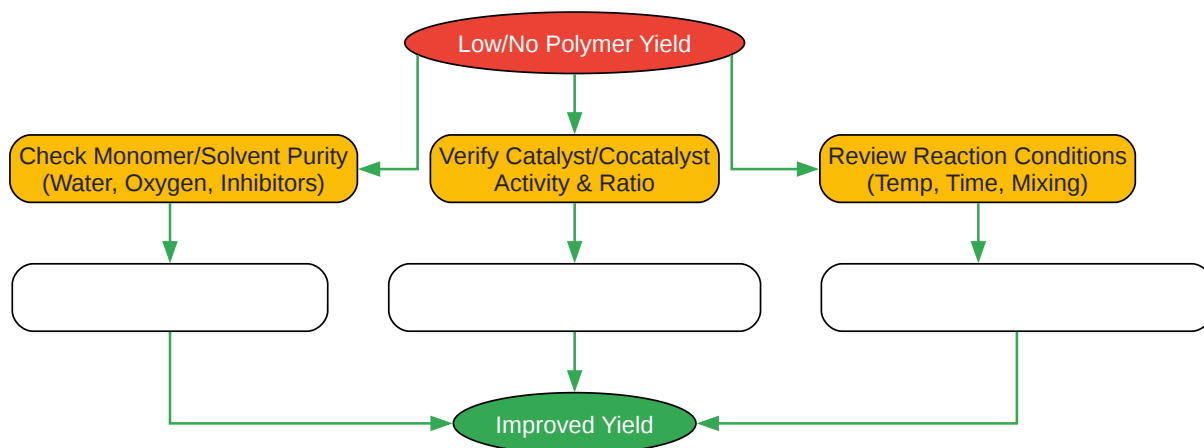 Low/No Polymer Yield
Check Monomer/Solvent Purity
(Water, Oxygen, Inhibitors)
Verify Catalyst/Cocatalyst
Activity & Ratio
Review Reaction Conditions
(Temp, Time, Mixing)
Improved Yield